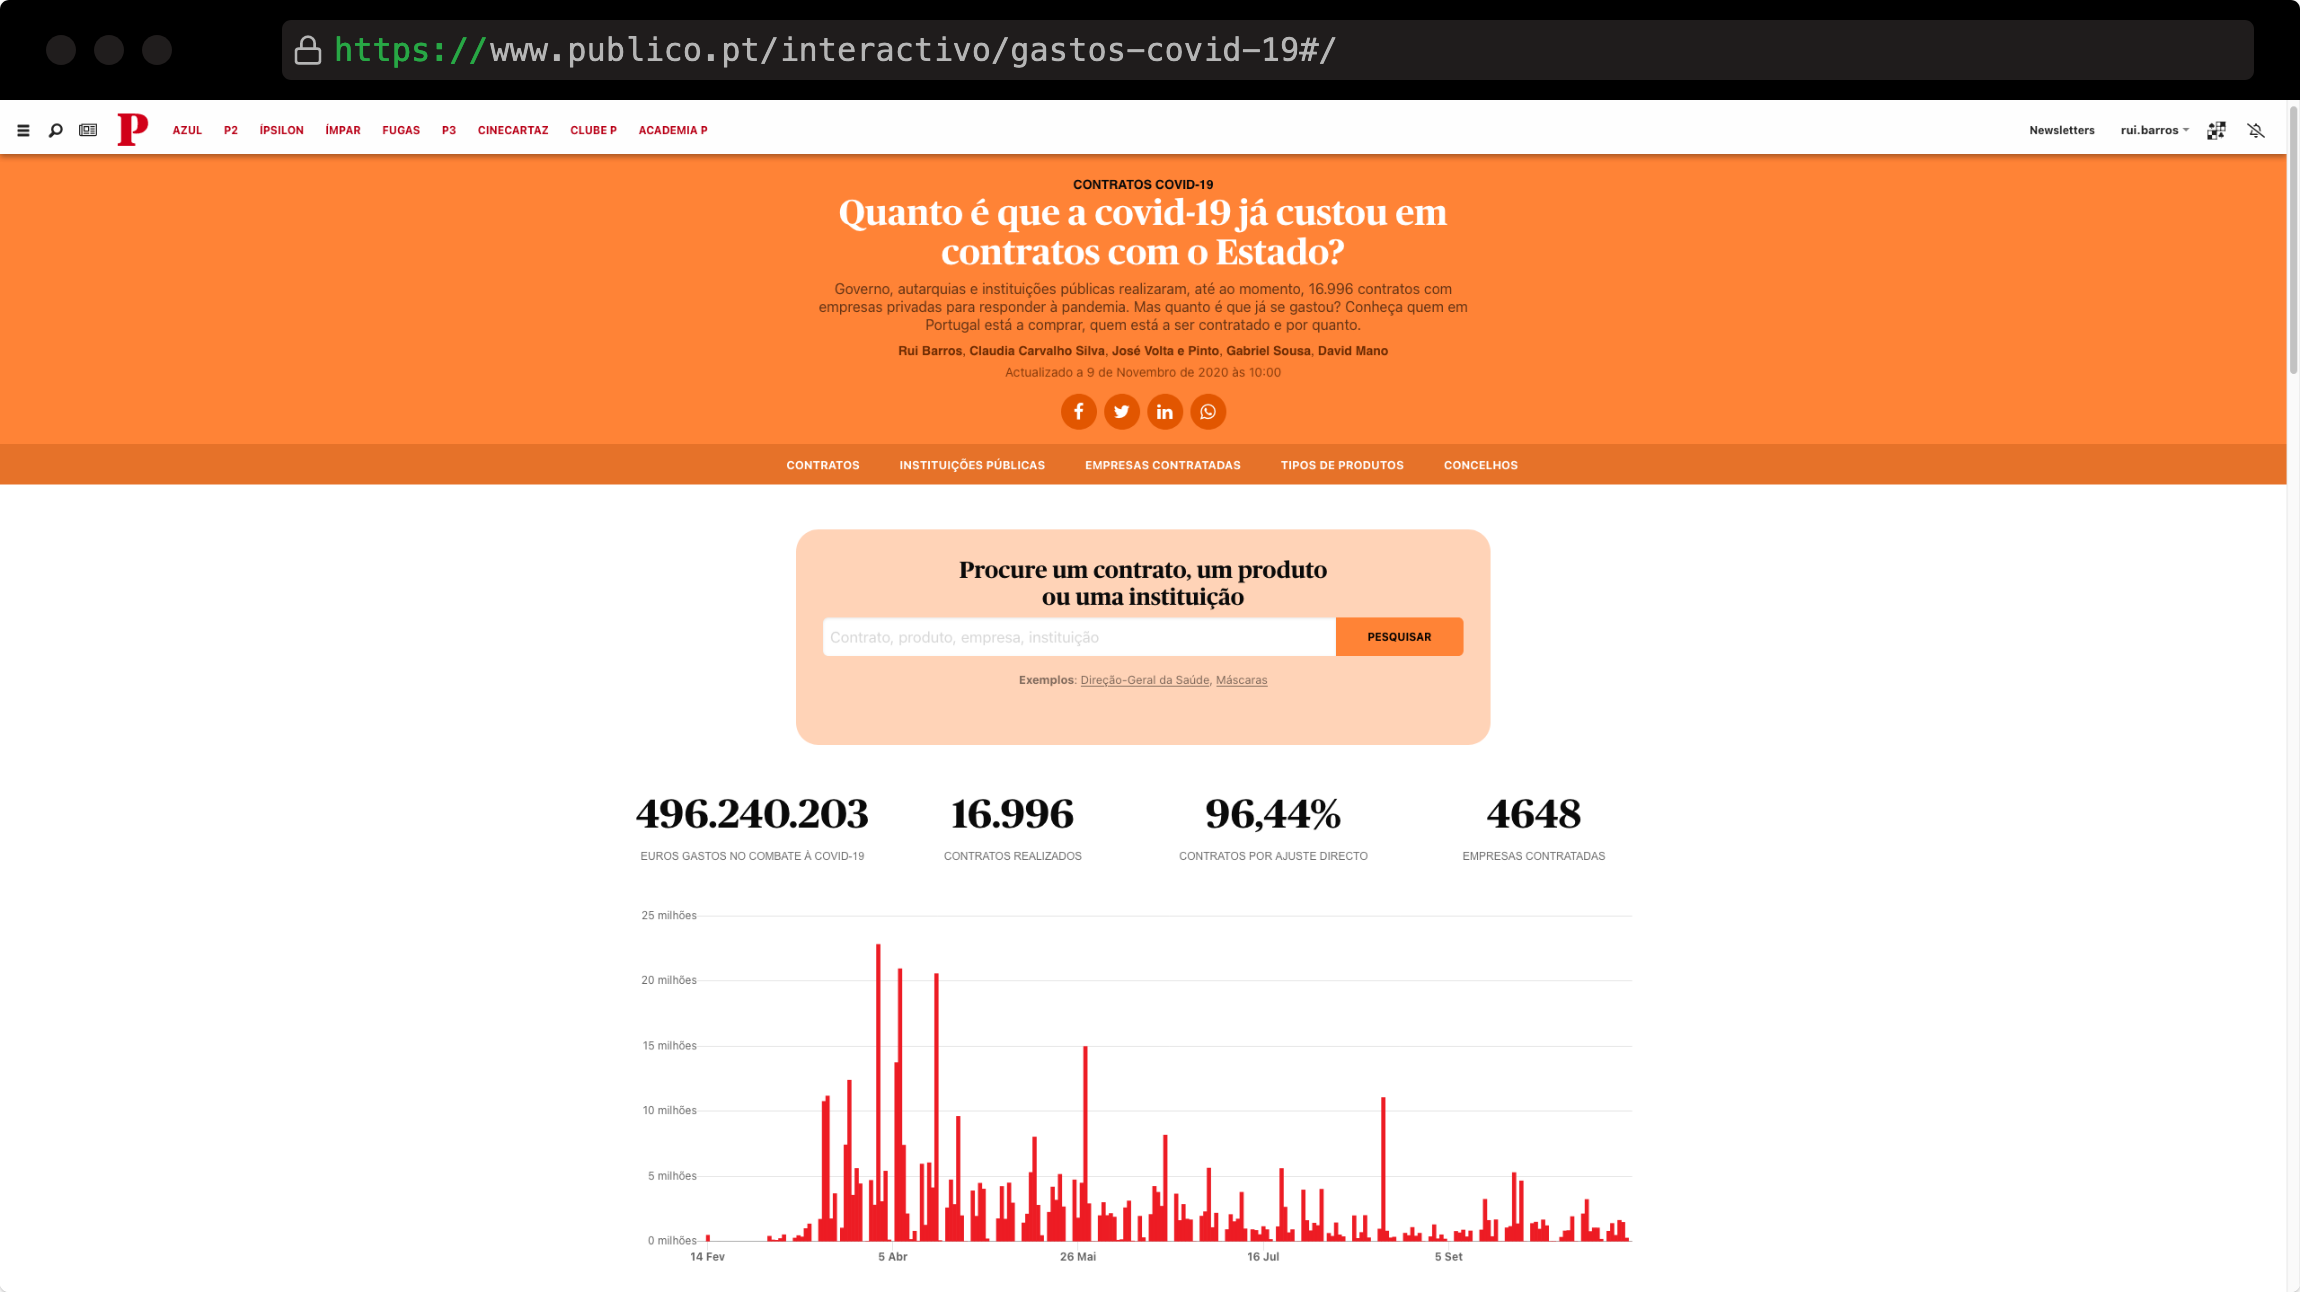 https://www.publico.pt/interactivo/gastos-covid-19#/
P AZUL P2 ÍPSILON ÍMPAR FUGAS P3 CINECARTAZ CLUBE P ACADEMIA P Newsletters rui.barros
CONTRATOS COVID-19
Quanto é que a covid-19 já custou em
contratos com o Estado?
Governo, autarquias e instituições públicas realizaram, até ao momento, 16.996 contratos com
empresas privadas para responder à pandemia. Mas quanto é que já se gastou? Conheça quem em
Portugal está a comprar, quem está a ser contratado e por quanto.
Rui Barros, Claudia Carvalho Silva, José Volta e Pinto, Gabriel Sousa, David Mano
Actualizado a 9 de Novembro de 2020 às 10:00
CONTRATOS INSTITUIÇÕES PÚBLICAS EMPRESAS CONTRATADAS TIPOS DE PRODUTOS CONCELHOS
Procure um contrato, um produto
ou uma instituição
Contrato, produto, empresa, instituição PESQUISAR
Exemplos: Direção-Geral da Saúde, Máscaras
496.240.203 16.996 96,44% 4648
EUROS GASTOS NO COMBATE À COVID-19 CONTRATOS REALIZADOS CONTRATOS POR AJUSTE DIRECTO EMPRESAS CONTRATADAS
25 milhões
20 milhões
15 milhões
10 milhões
5 milhões
0 milhões
14 Fev 5 Abr 26 Mai 16 Jul 5 Set